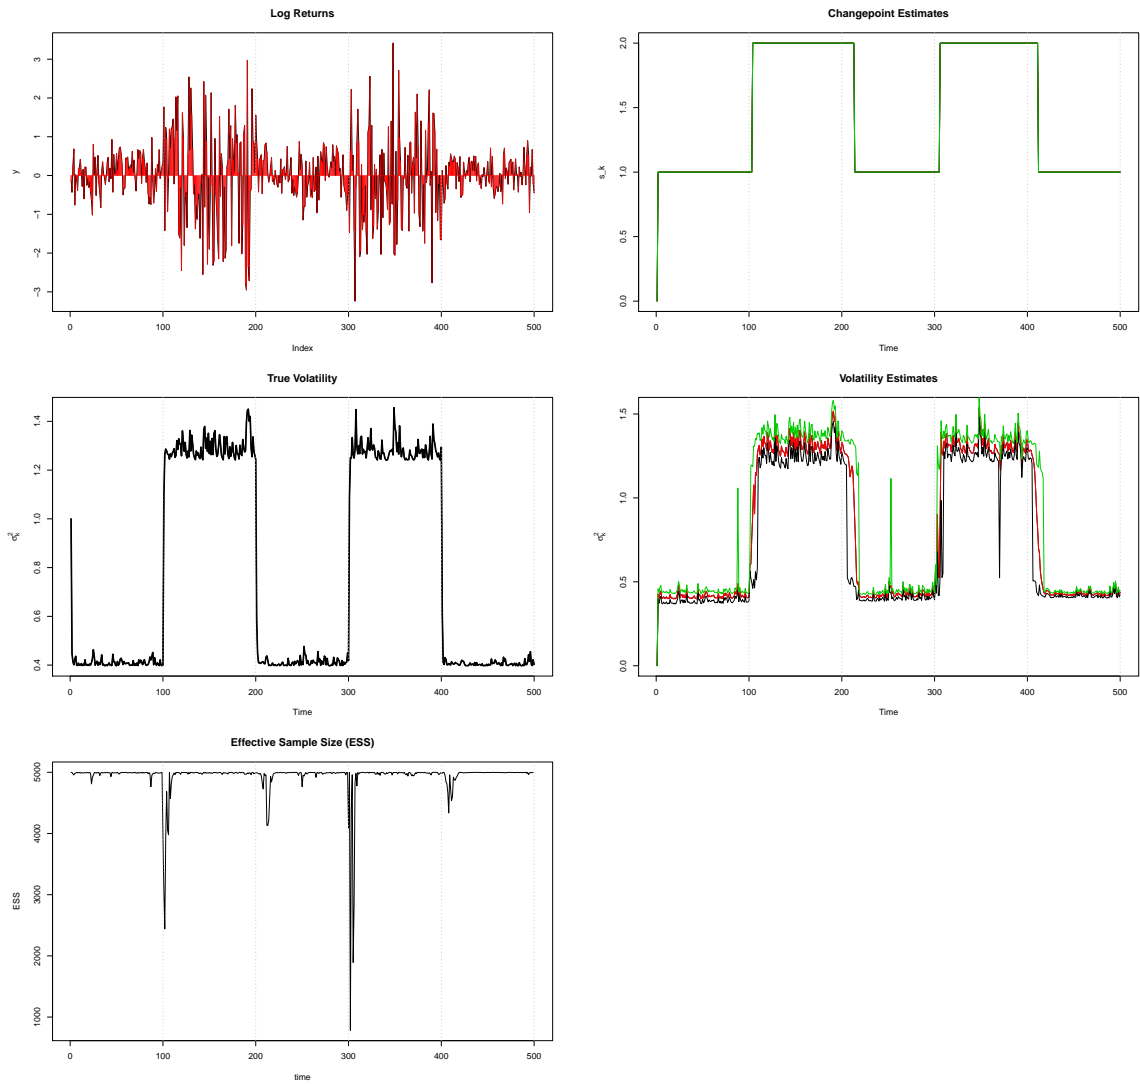 Log Returns
y
3
2
1
0
−1
−2
−3
0 100 200 300 400 500
Index
Changepoint Estimates
s_k
2.0
1.5
1.0
0.5
0.0
0 100 200 300 400 500
Time
True Volatility
σ²ₖ
1.4
1.2
1.0
0.8
0.6
0.4
0 100 200 300 400 500
Time
Volatility Estimates
σ²ₖ
1.5
1.0
0.5
0.0
0 100 200 300 400 500
Time
Effective Sample Size (ESS)
ESS
5000
4000
3000
2000
1000
0 100 200 300 400 500
time